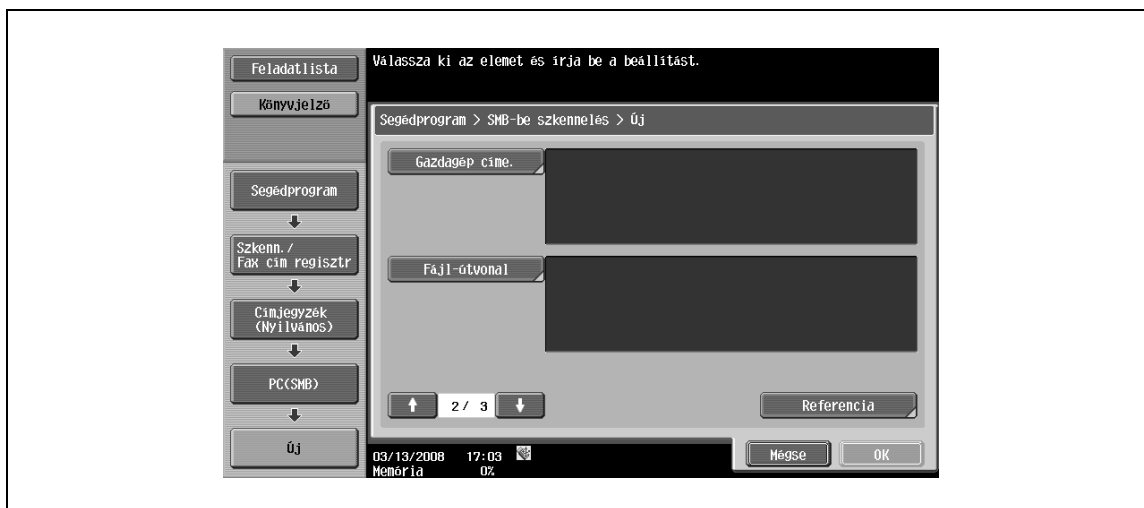 Feladatlista
Könyvjelző
Válassza ki az elemet és írja be a beállítást.
Segédprogram > SMB-be szkennelés > Új
Segédprogram
Szkenn./
Fax cím regisztr
Címjegyzék
(Nyilvános)
PC(SMB)
Új
Gazdagép címe.
Fájl-útvonal
2/ 3
Referencia
03/13/2008 17:03
Memória 0%
Mégse
OK